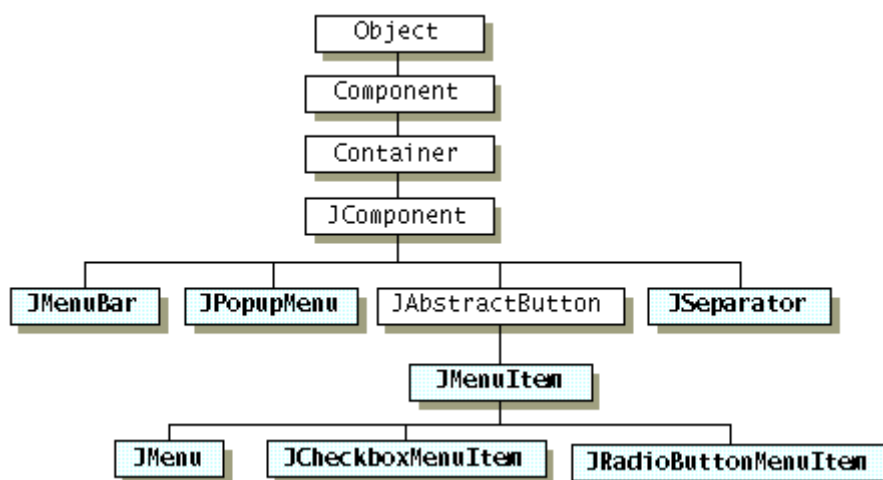 Object
Component
Container
JComponent
JMenuBar
JPopupMenu
JAbstractButton
JSeparator
JMenuItem
JMenu
JCheckboxMenuItem
JRadioButtonMenuItem